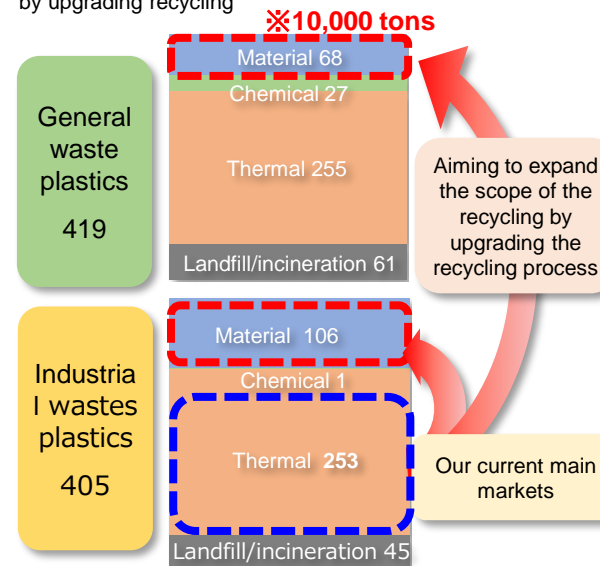 by upgrading recycling
※10,000 tons
Material 68
Chemical 27
Thermal 255
Landfill/incineration 61
General
waste
plastics
419
Aiming to expand
the scope of the
recycling by
upgrading the
recycling process
Material 106
Chemical 1
Thermal 253
Landfill/incineration 45
Industria
l wastes
plastics
405
Our current main
markets